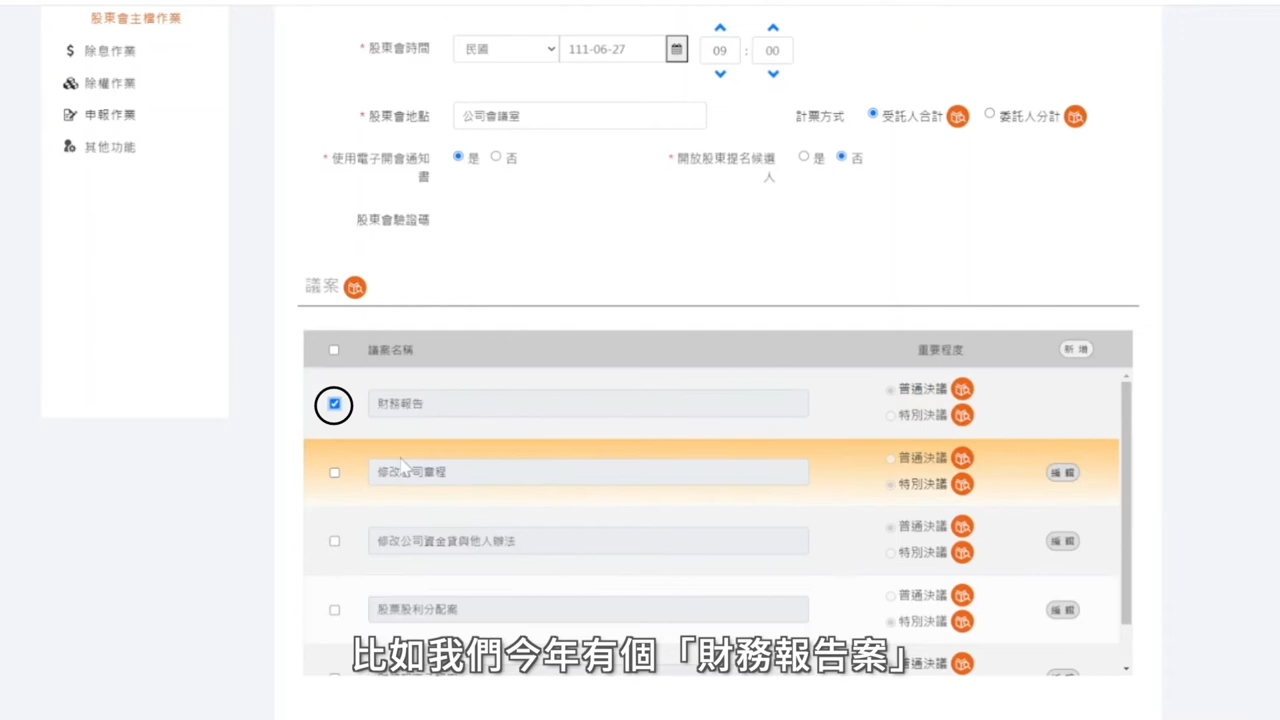 股東會主檔作業
除息作業
除權作業
申報作業
其他功能
* 股東會時間
民國
111-06-27
09 : 00
* 股東會地點
公司會議室
計票方式
受託人合計
委託人分計
* 使用電子開會通知書
是 否
* 開放股東提名候選人
是 否
股東會驗證碼
議案
議案名稱 重要程度 新增
財務報告
普通決議
特別決議
修改公司章程
普通決議
特別決議
編輯
修改公司資金貸與他人辦法
普通決議
特別決議
編輯
股票股利分配案
普通決議
特別決議
編輯
普通決議
比如我們今年有個「財務報告案」